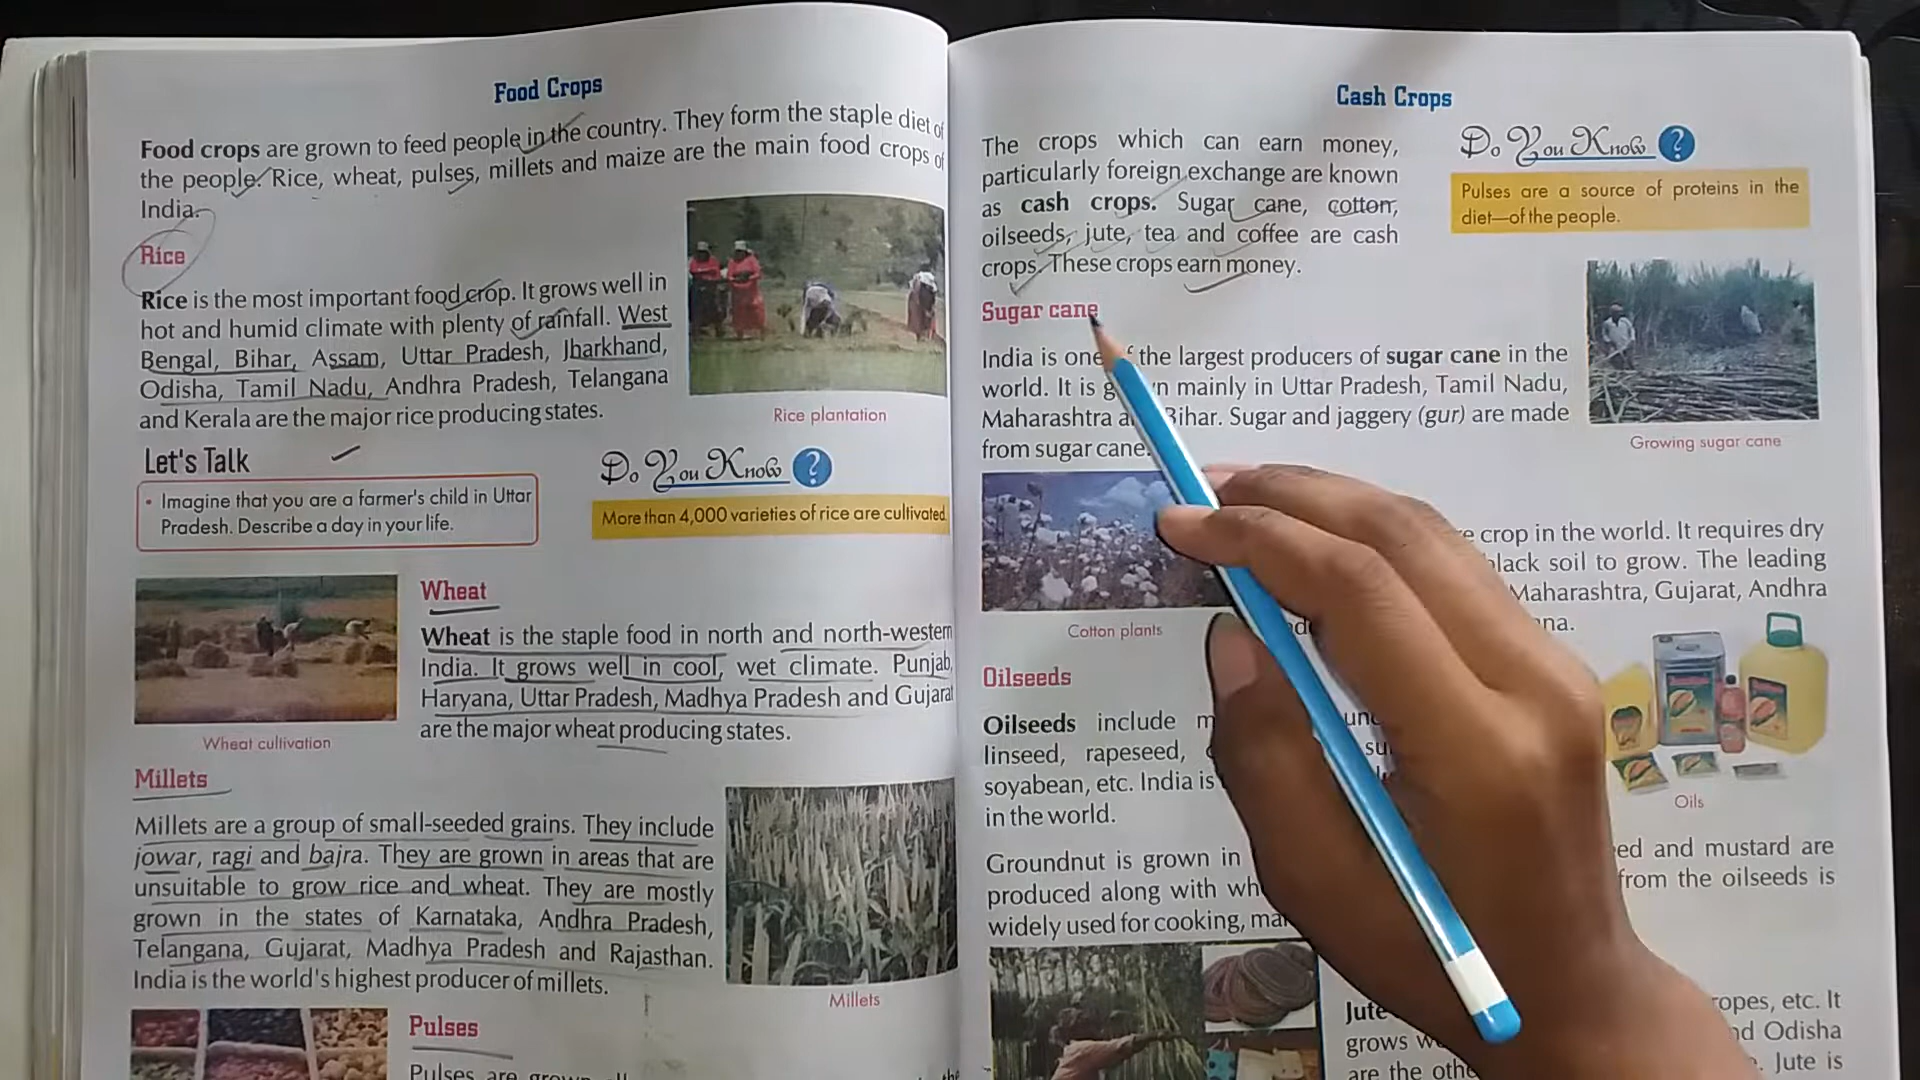 Food Crops
Food crops are grown to feed people in the country. They form the staple diet of
the people. Rice, wheat, pulses, millets and maize are the main food crops of
India.
Rice
Rice is the most important food crop. It grows well in
hot and humid climate with plenty of rainfall. West
Bengal, Bihar, Assam, Uttar Pradesh, Jharkhand,
Odisha, Tamil Nadu, Andhra Pradesh, Telangana
and Kerala are the major rice producing states.
Rice plantation
Let's Talk
• Imagine that you are a farmer's child in Uttar
Pradesh. Describe a day in your life.
Do You Know ?
More than 4,000 varieties of rice are cultivated.
Wheat
Wheat is the staple food in north and north-western
India. It grows well in cool, wet climate. Punjab,
Haryana, Uttar Pradesh, Madhya Pradesh and Gujarat
are the major wheat producing states.
Wheat cultivation
Millets
Millets are a group of small-seeded grains. They include
jowar, ragi and bajra. They are grown in areas that are
unsuitable to grow rice and wheat. They are mostly
grown in the states of Karnataka, Andhra Pradesh,
Telangana, Gujarat, Madhya Pradesh and Rajasthan.
India is the world's highest producer of millets.
Millets
Pulses
Pulses are
Cash Crops
The crops which can earn money,
particularly foreign exchange are known
as cash crops. Sugar cane, cotton,
oilseeds, jute, tea and coffee are cash
crops. These crops earn money.
Do You Know ?
Pulses are a source of proteins in the
diet—of the people.
Sugar cane
India is one the largest producers of sugar cane in the
world. It is mainly in Uttar Pradesh, Tamil Nadu,
Maharashtra Bihar. Sugar and jaggery (gur) are made
from sugar cane.
Growing sugar cane
crop in the world. It requires dry
black soil to grow. The leading
Maharashtra, Gujarat, Andhra
Cotton plants
Oilseeds
Oilseeds include
linseed, rapeseed,
soyabean, etc. India is
in the world.
Oils
Groundnut is grown in and mustard are
produced along with from the oilseeds is
widely used for cooking,
Jute ropes, etc. It
grows Odisha
are the Jute is